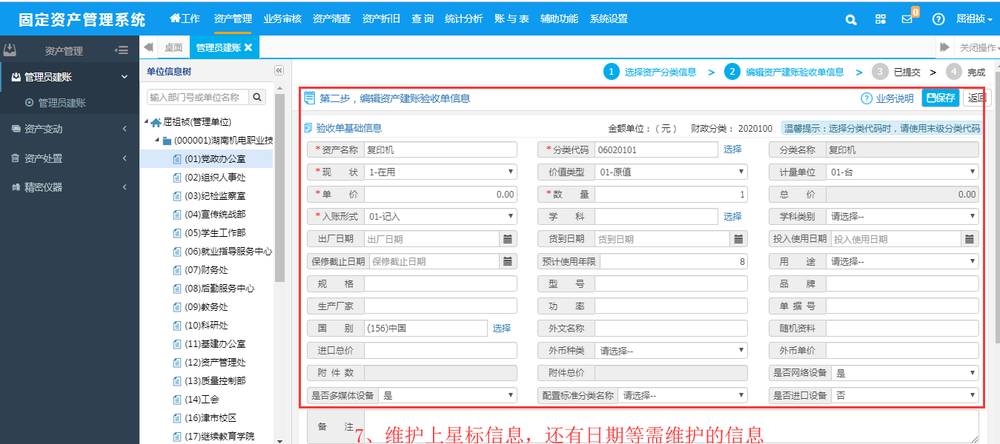 固定资产管理系统 工作 资产管理 业务审核 资产清查 资产折旧 查 询 统计分析 账 与 表 辅助功能 系统设置 0 屈祖祯
资产管理 桌面 管理员建账 关闭操作
管理员建账
管理员建账
资产变动
资产处置
精密仪器
单位信息树
输入部门号或单位名称
屈祖祯(管理单位)
(000001)湖南机电职业技
(01)党政办公室
(02)组织人事处
(03)纪检监察室
(04)宣传统战部
(05)学生工作部
(06)就业指导服务中心
(07)财务处
(08)后勤服务中心
(09)教务处
(10)科研处
(11)基建办公室
(12)资产管理处
(13)质量控制部
(14)工会
(16)津市校区
(17)继续教育学院
1 选择资产分类信息 > 2 编辑资产建账验收单信息 > 3 已提交 > 4 完成
第二步，编辑资产建账验收单信息 业务说明 保存 返回
验收单基础信息 金额单位：（ 元 ） 财政分类： 2020100 温馨提示：选择分类代码时，请使用末级分类代码
*资产名称 复印机 *分类代码 06020101 选择 分类名称 复印机
*现 状 1-在用 价值类型 01-原值 计量单位 01-台
*单 价 0.00 *数 量 1 总 价 0.00
*入账形式 01-记入 学 科 选择 学科类别 请选择--
出厂日期 出厂日期 货到日期 货到日期 投入使用日期 投入使用日期
保修截止日期 保修截止日期 预计使用年限 8 用 途 请选择--
规 格 型 号 品 牌
生产厂家 功 率 单 据 号
国 别 (156)中国 选择 外文名称 随机资料
进口总价 外币种类 请选择-- 外币单价
附 件 数 附件总价 是否网络设备 是
是否多媒体设备 是 配置标准分类名称 请选择-- 是否进口设备 否
备 注
7、维护上星标信息，还有日期等需维护的信息